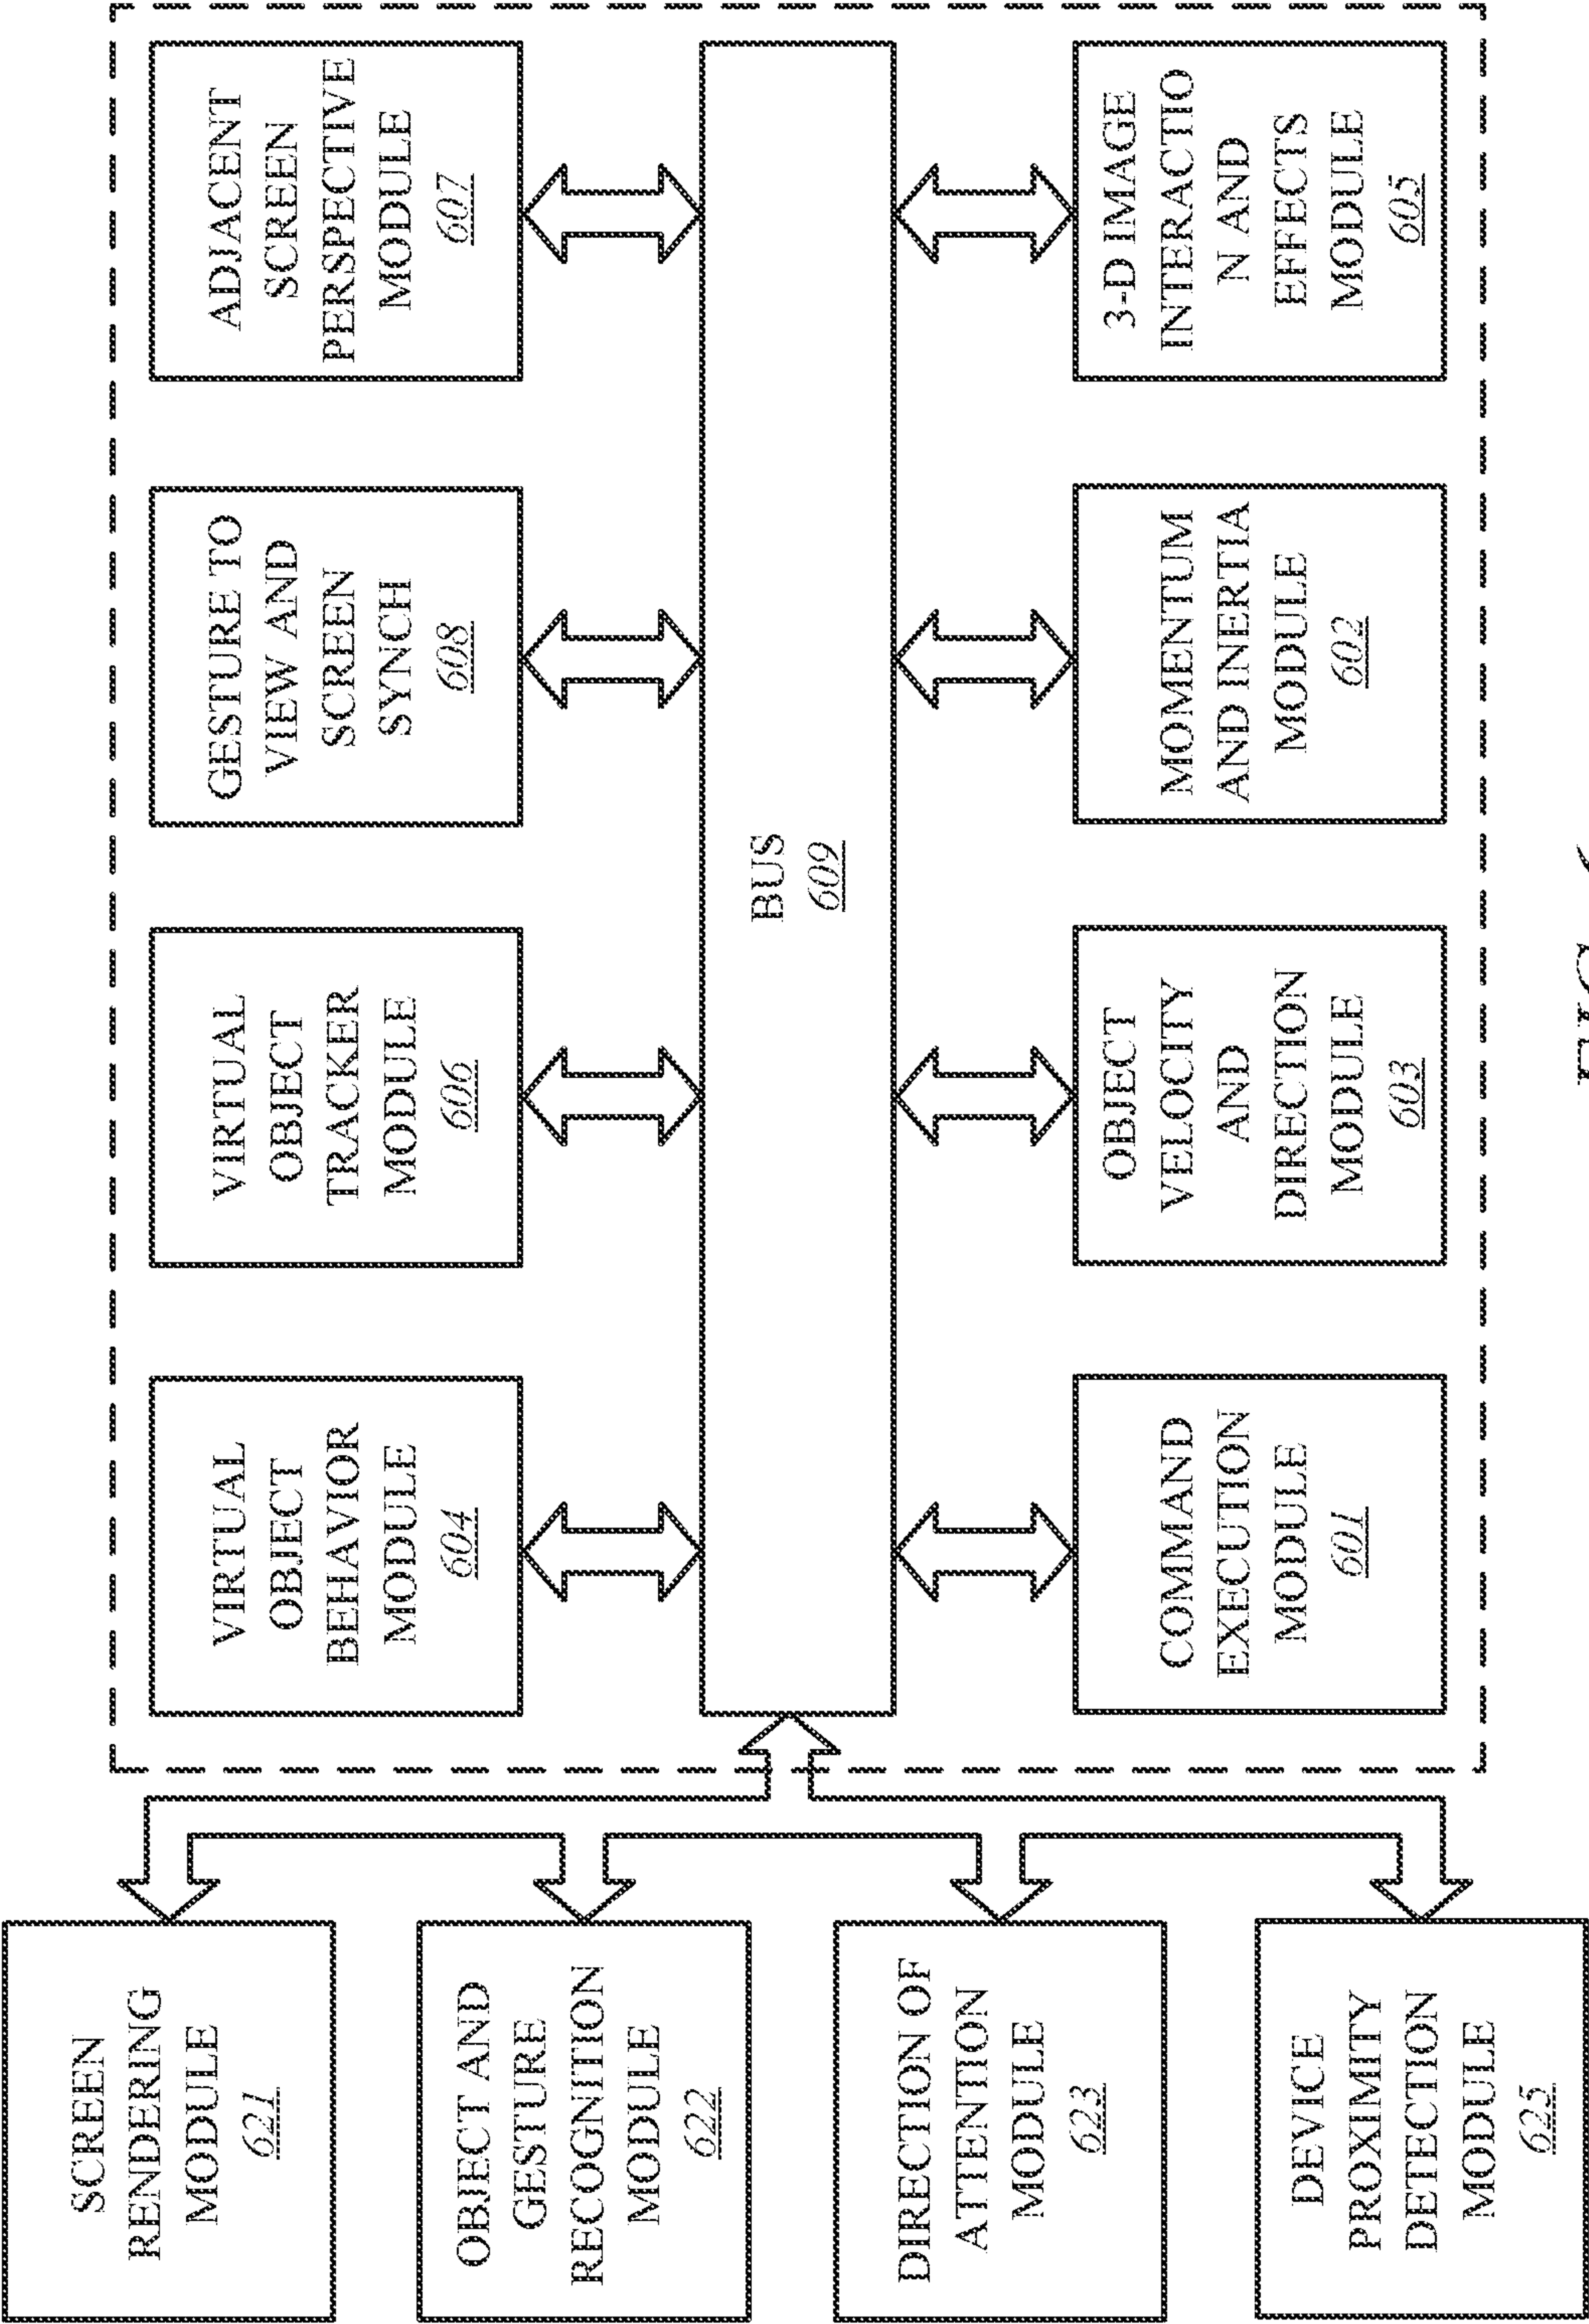 SCREEN
RENDERING
MODULE
621
OBJECT AND
GESTURE
RECOGNITION
MODULE
622
DIRECTION OF
ATTENTION
MODULE
623
DEVICE
PROXIMITY
DETECTION
MODULE
625
VIRTUAL
OBJECT
BEHAVIOR
MODULE
604
VIRTUAL
OBJECT
TRACKER
MODULE
606
GESTURE TO
VIEW AND
SCREEN
SYNCH
608
ADJACENT
SCREEN
PERSPECTIVE
MODULE
607
BUS
609
COMMAND
EXECUTION
MODULE
601
OBJECT
VELOCITY
AND
DIRECTION
MODULE
603
MOMENTUM
AND INERTIA
MODULE
602
3-D IMAGE
INTERACTIO
N AND
EFFECTS
MODULE
605